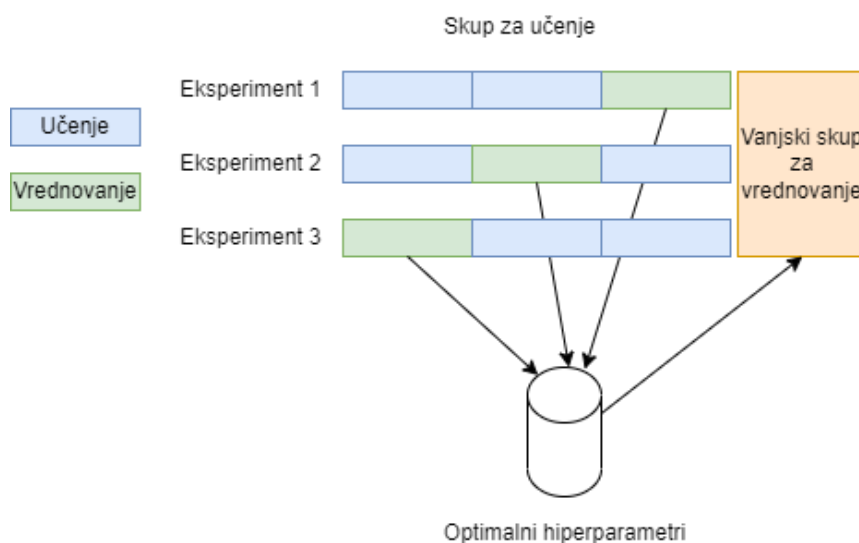 Skup za učenje
Eksperiment 1
Učenje
Vanjski skup
za
vrednovanje
Eksperiment 2
Vrednovanje
Eksperiment 3
Optimalni hiperparametri